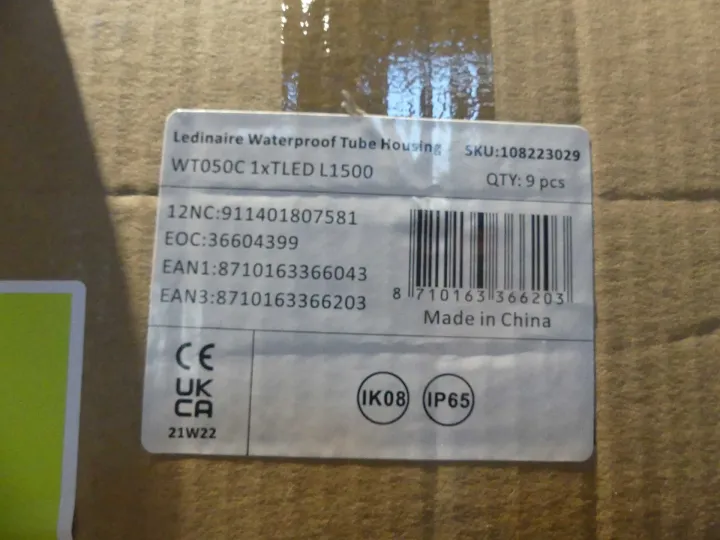 Ledinaire Waterproof Tube Housing SKU:108223029
WT050C 1xTLED L1500 QTY: 9 pcs
12NC:911401807581
EOC:36604399
EAN1:8710163366043
EAN3:8710163366203
8 710163 366203
Made in China
CE
UK
CA
21W22
IK08 IP65